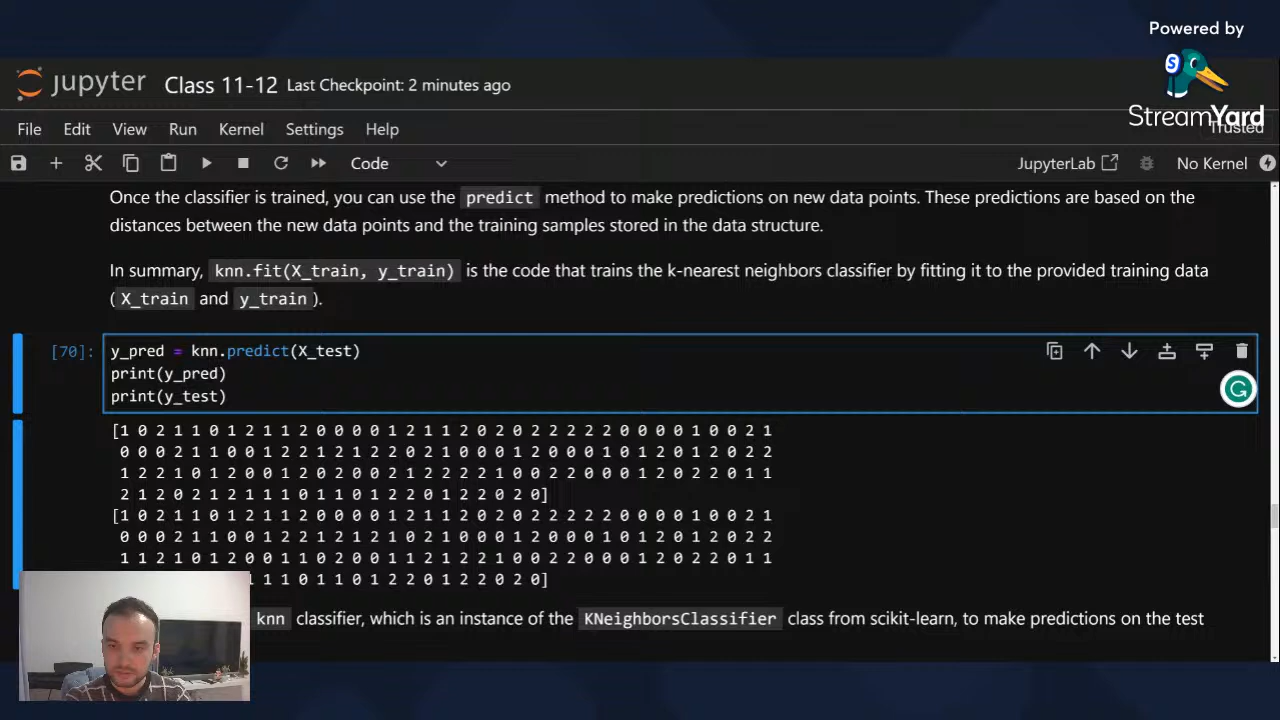 Powered by
StreamYard
jupyter Class 11-12 Last Checkpoint: 2 minutes ago
Trusted
File Edit View Run Kernel Settings Help
Code JupyterLab No Kernel
Once the classifier is trained, you can use the predict method to make predictions on new data points. These predictions are based on the
distances between the new data points and the training samples stored in the data structure.
In summary, knn.fit(X_train, y_train) is the code that trains the k-nearest neighbors classifier by fitting it to the provided training data
( X_train and y_train ).
[70]: y_pred = knn.predict(X_test)
print(y_pred)
print(y_test)
[1 0 2 1 1 0 1 2 1 1 2 0 0 0 0 1 2 1 1 2 0 2 0 2 2 2 2 2 0 0 0 0 1 0 0 2 1
0 0 0 2 1 1 0 0 1 2 2 1 2 1 2 2 0 2 1 0 0 0 1 2 0 0 0 1 0 1 2 0 1 2 0 2 2
1 2 2 1 0 1 2 0 0 1 2 0 2 0 0 2 1 2 2 2 2 1 0 0 2 2 0 0 0 1 2 0 2 2 0 1 1
2 1 2 0 2 1 2 1 1 1 0 1 1 0 1 2 2 0 1 2 2 0 2 0]
[1 0 2 1 1 0 1 2 1 1 2 0 0 0 0 1 2 1 1 2 0 2 0 2 2 2 2 2 0 0 0 0 1 0 0 2 1
0 0 0 2 1 1 0 0 1 2 2 1 2 1 2 1 0 2 1 0 0 0 1 2 0 0 0 1 0 1 2 0 1 2 0 2 2
1 1 2 1 0 1 2 0 0 1 1 0 2 0 0 1 1 2 1 2 2 1 0 0 2 2 0 0 0 1 2 0 2 2 0 1 1
1 1 0 1 1 0 1 2 2 0 1 2 2 0 2 0]
knn classifier, which is an instance of the KNeighborsClassifier class from scikit-learn, to make predictions on the test